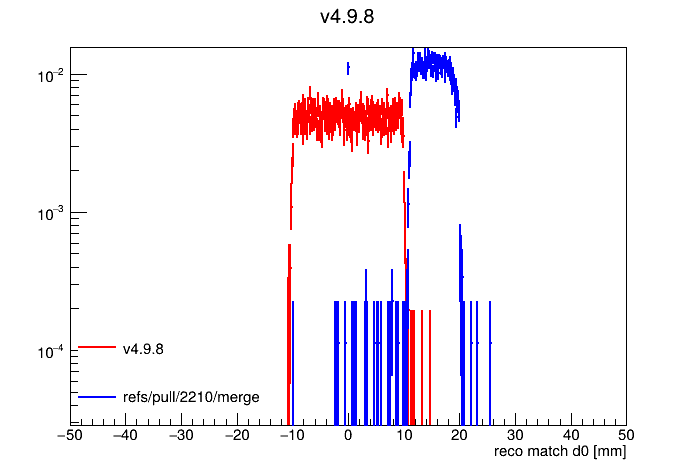 v4.9.8
10⁻²
10⁻³
10⁻⁴
v4.9.8
refs/pull/2210/merge
−50 −40 −30 −20 −10 0 10 20 30 40 50
reco match d0 [mm]